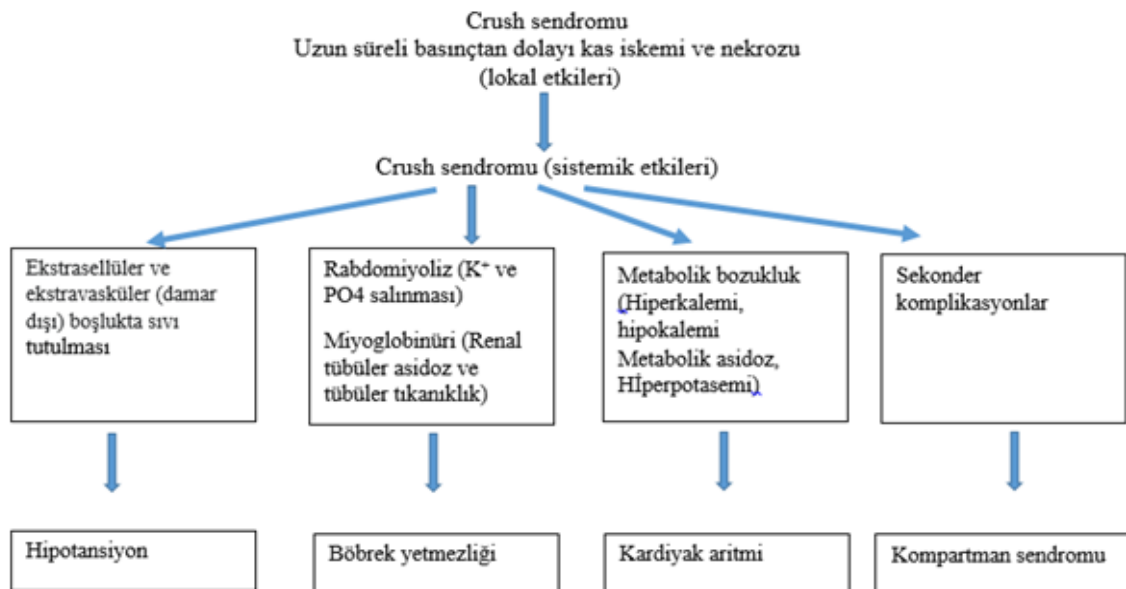 Crush sendromu
Uzun süreli basınçtan dolayı kas iskemi ve nekrozu
(lokal etkileri)
Crush sendromu (sistemik etkileri)
Ekstrasellüler ve
ekstravasküler (damar
dışı) boşlukta sıvı
tutulması
Rabdomiyoliz (K⁺ ve
PO4 salınması)
Miyoglobinüri (Renal
tübüler asidoz ve
tübüler tıkanıklık)
Metabolik bozukluk
(Hiperkalemi,
hipokalemi
Metabolik asidoz,
Hİperpotasemi)
Sekonder
komplikasyonlar
Hipotansiyon
Böbrek yetmezliği
Kardiyak aritmi
Kompartman sendromu